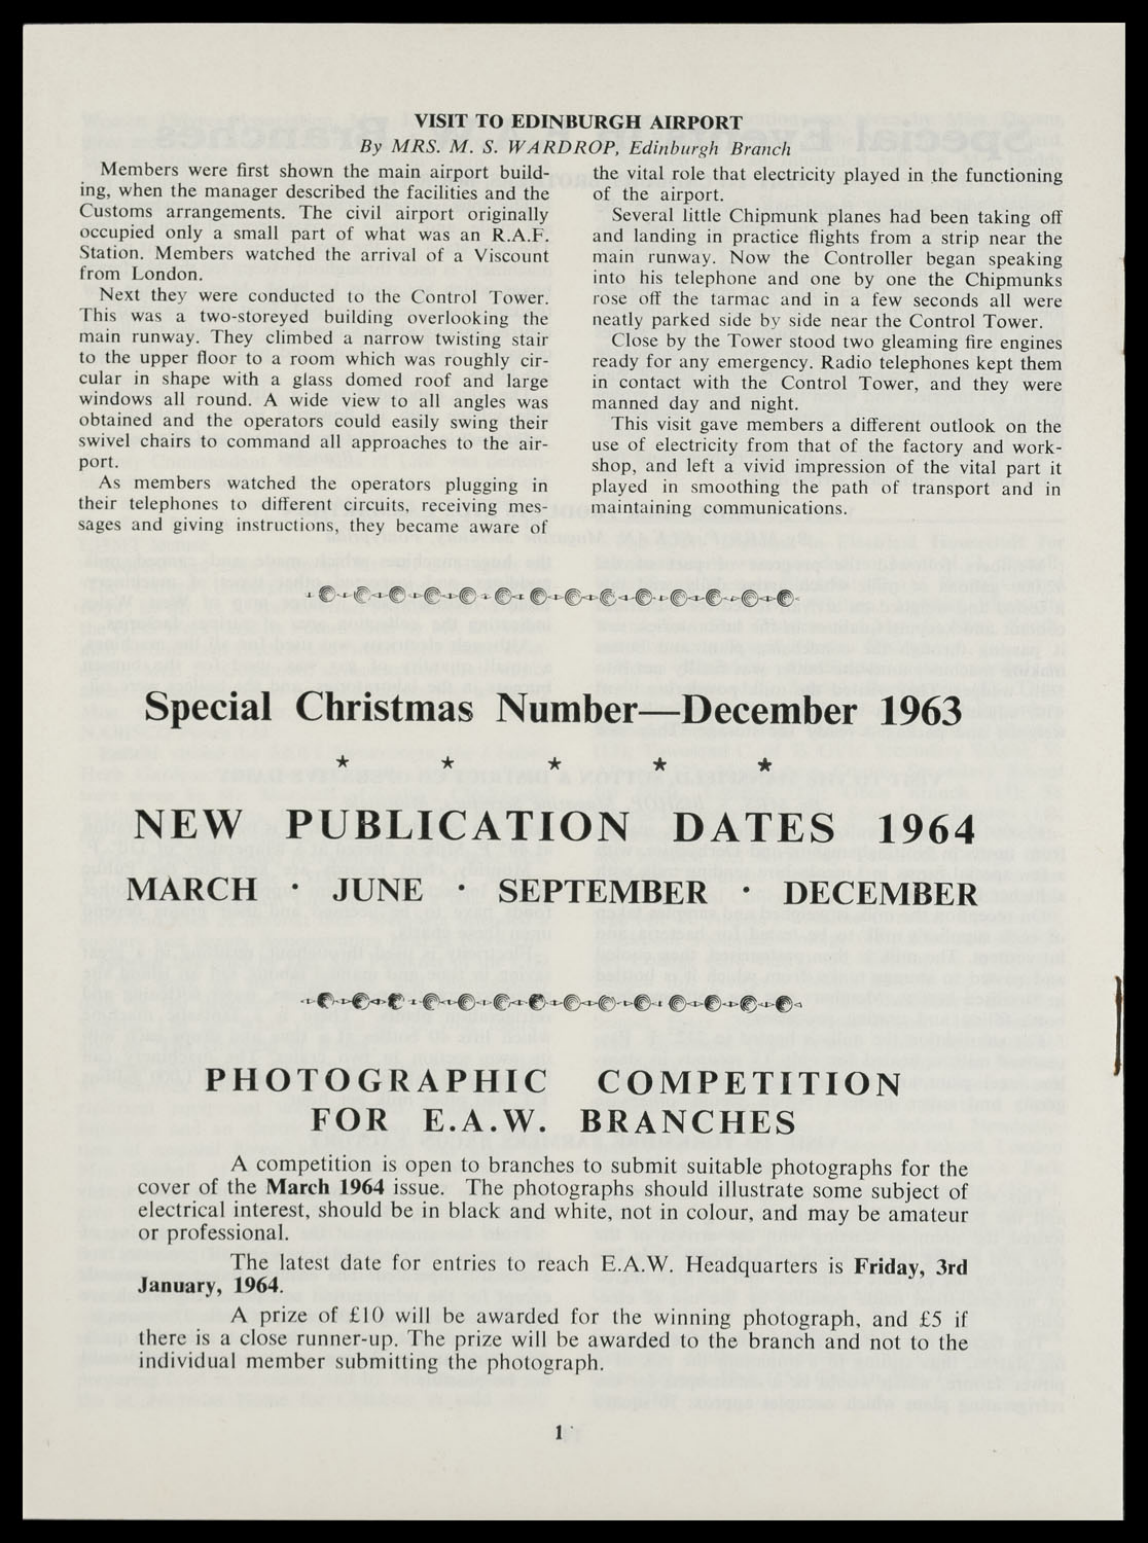 VISIT TO EDINBURGH AIRPORT
By MRS. M. S. WARDROP, Edinburgh Branch
Members were first shown the main airport build-
ing, when the manager described the facilities and the
Customs arrangements. The civil airport originally
occupied only a small part of what was an R.A.F.
Station. Members watched the arrival of a Viscount
from London.
Next they were conducted to the Control Tower.
This was a two-storeyed building overlooking the
main runway. They climbed a narrow twisting stair
to the upper floor to a room which was roughly cir-
cular in shape with a glass domed roof and large
windows all round. A wide view to all angles was
obtained and the operators could easily swing their
swivel chairs to command all approaches to the air-
port.
As members watched the operators plugging in
their telephones to different circuits, receiving mes-
sages and giving instructions, they became aware of
the vital role that electricity played in the functioning
of the airport.
Several little Chipmunk planes had been taking off
and landing in practice flights from a strip near the
main runway. Now the Controller began speaking
into his telephone and one by one the Chipmunks
rose off the tarmac and in a few seconds all were
neatly parked side by side near the Control Tower.
Close by the Tower stood two gleaming fire engines
ready for any emergency. Radio telephones kept them
in contact with the Control Tower, and they were
manned day and night.
This visit gave members a different outlook on the
use of electricity from that of the factory and work-
shop, and left a vivid impression of the vital part it
played in smoothing the path of transport and in
maintaining communications.
Special Christmas Number—December 1963
★ ★ ★ ★ ★
NEW PUBLICATION DATES 1964
MARCH · JUNE · SEPTEMBER · DECEMBER
PHOTOGRAPHIC COMPETITION
FOR E.A.W. BRANCHES
A competition is open to branches to submit suitable photographs for the
cover of the March 1964 issue. The photographs should illustrate some subject of
electrical interest, should be in black and white, not in colour, and may be amateur
or professional.
The latest date for entries to reach E.A.W. Headquarters is Friday, 3rd
January, 1964.
A prize of £10 will be awarded for the winning photograph, and £5 if
there is a close runner-up. The prize will be awarded to the branch and not to the
individual member submitting the photograph.
1